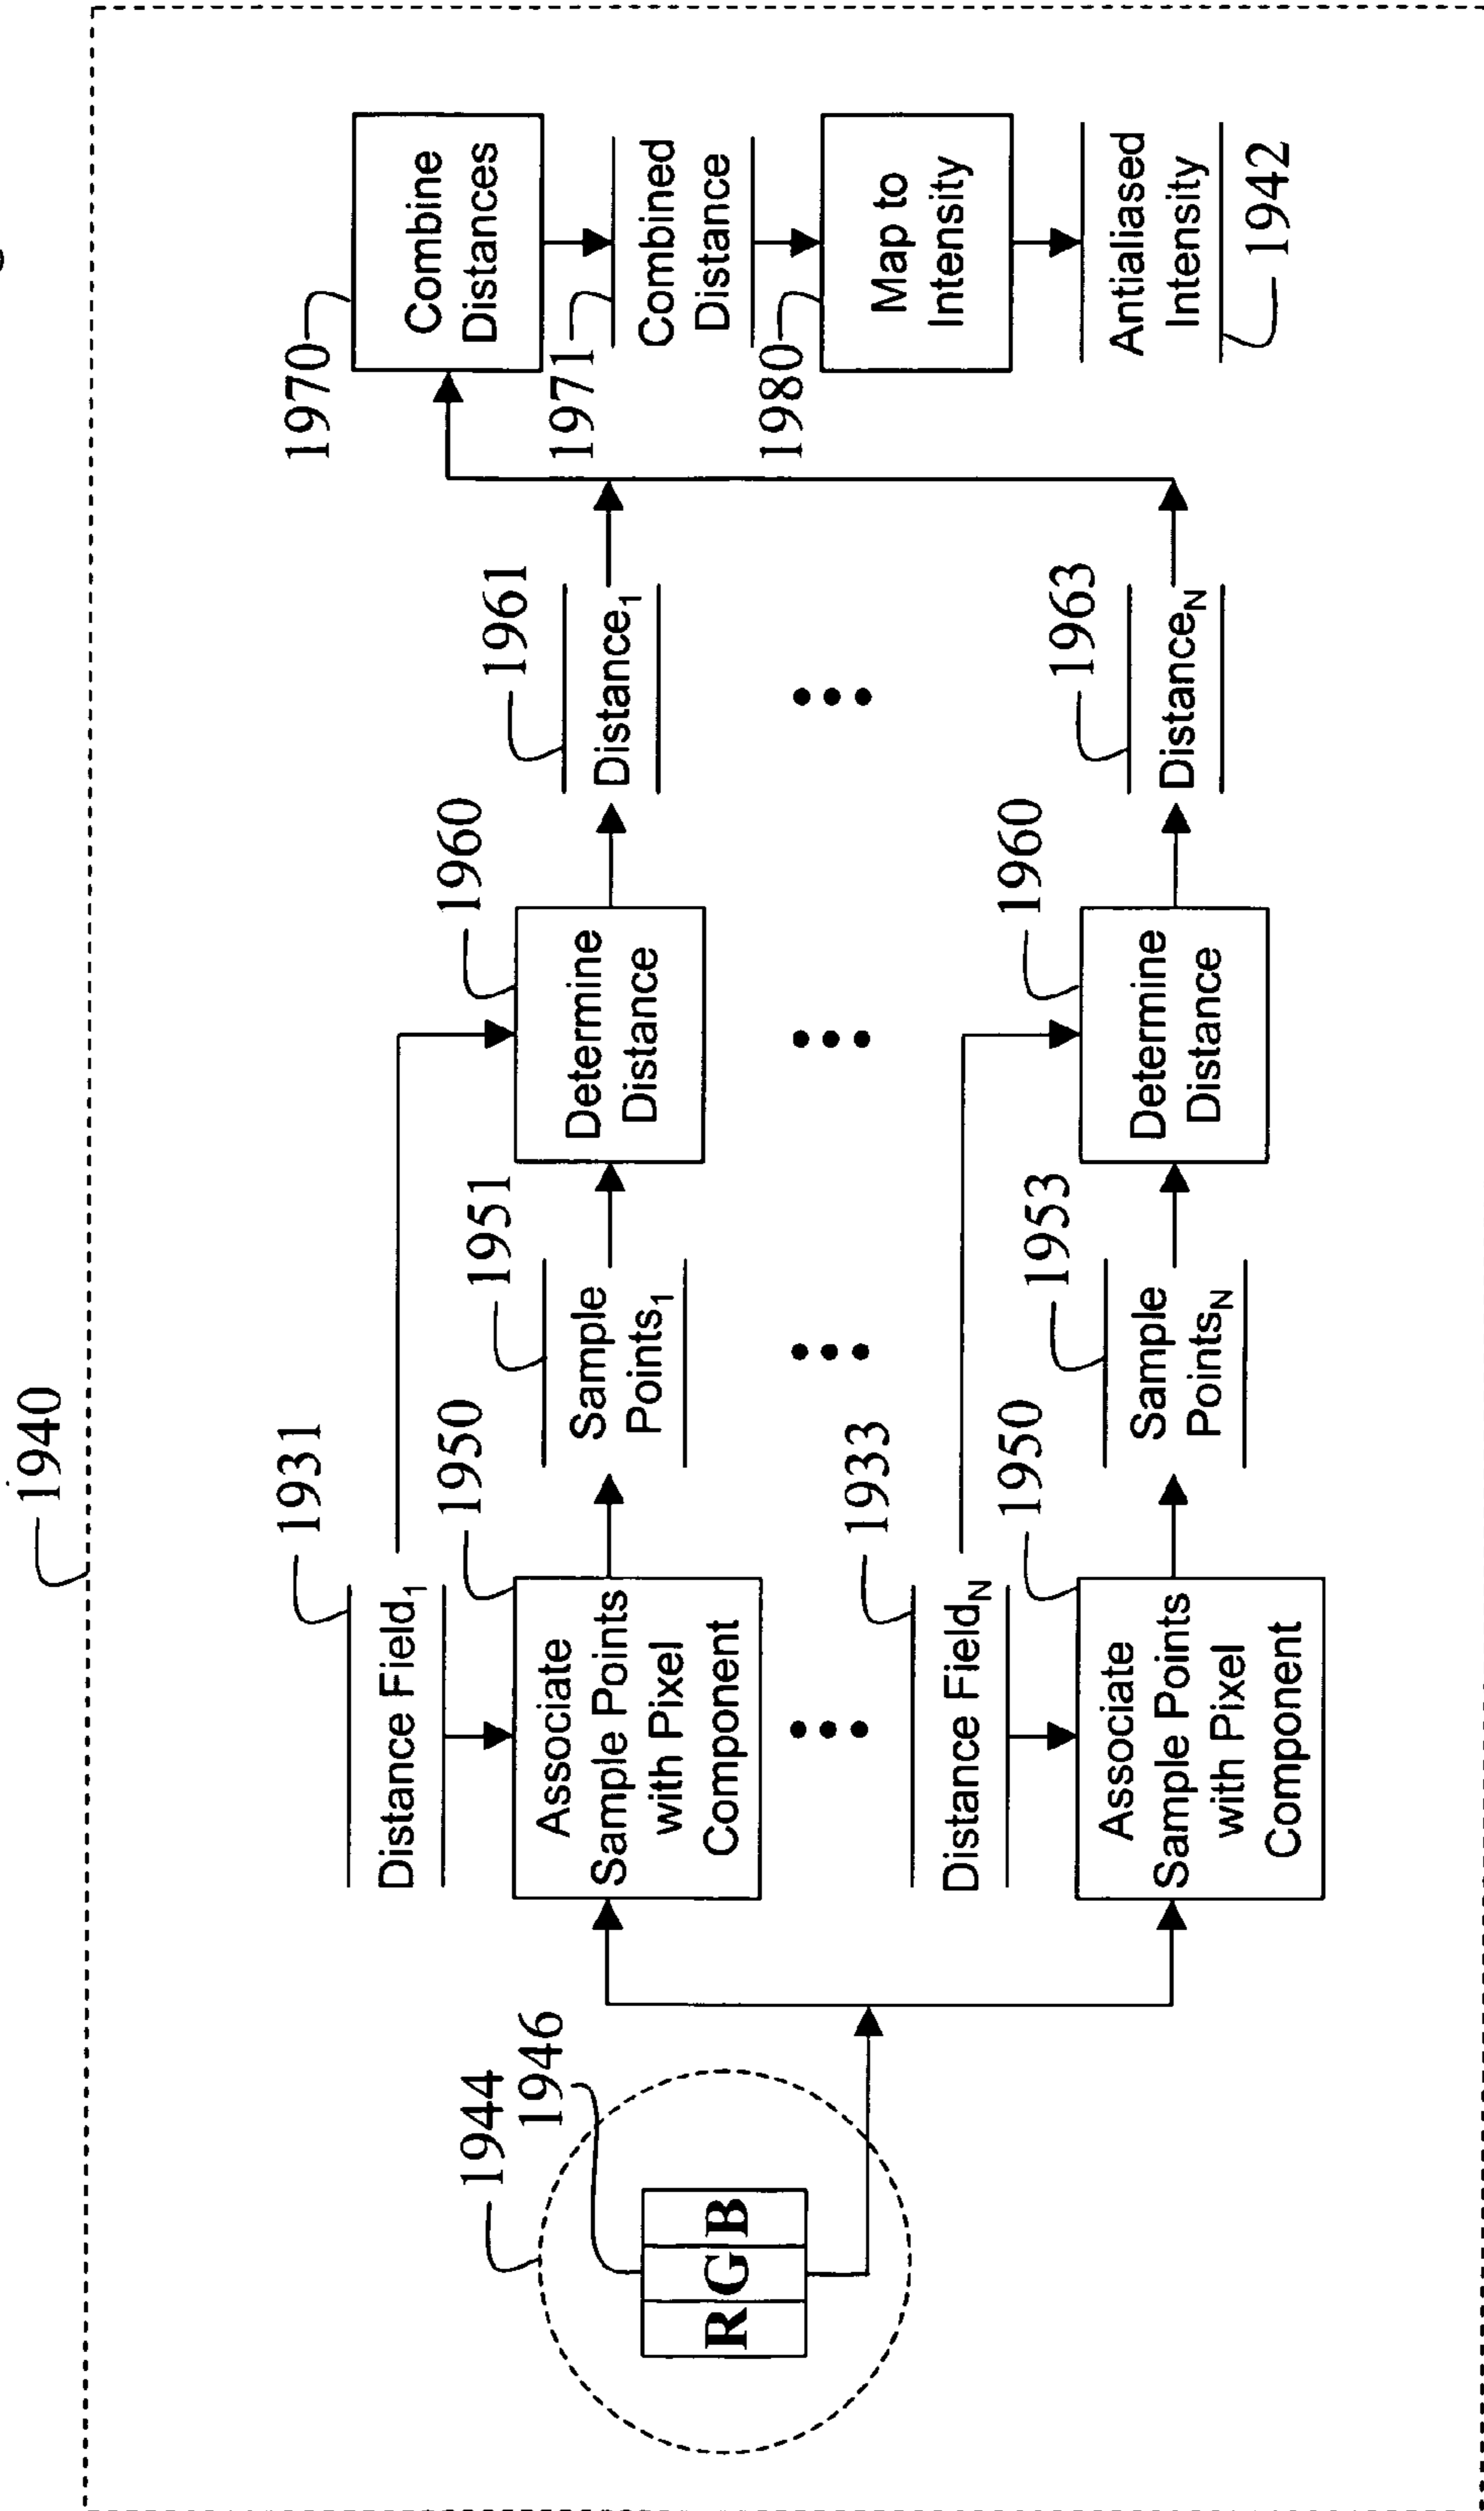 1940
1944
1946
R G B
1931
Distance Field1
1950
Associate
Sample Points
with Pixel
Component
1951
Sample
Points1
1960
Determine
Distance
1961
Distance1
1933
Distance FieldN
1950
Associate
Sample Points
with Pixel
Component
1953
Sample
PointsN
1960
Determine
Distance
1963
DistanceN
1970
Combine
Distances
1971
Combined
Distance
1980
Map to
Intensity
Antialiased
Intensity
1942